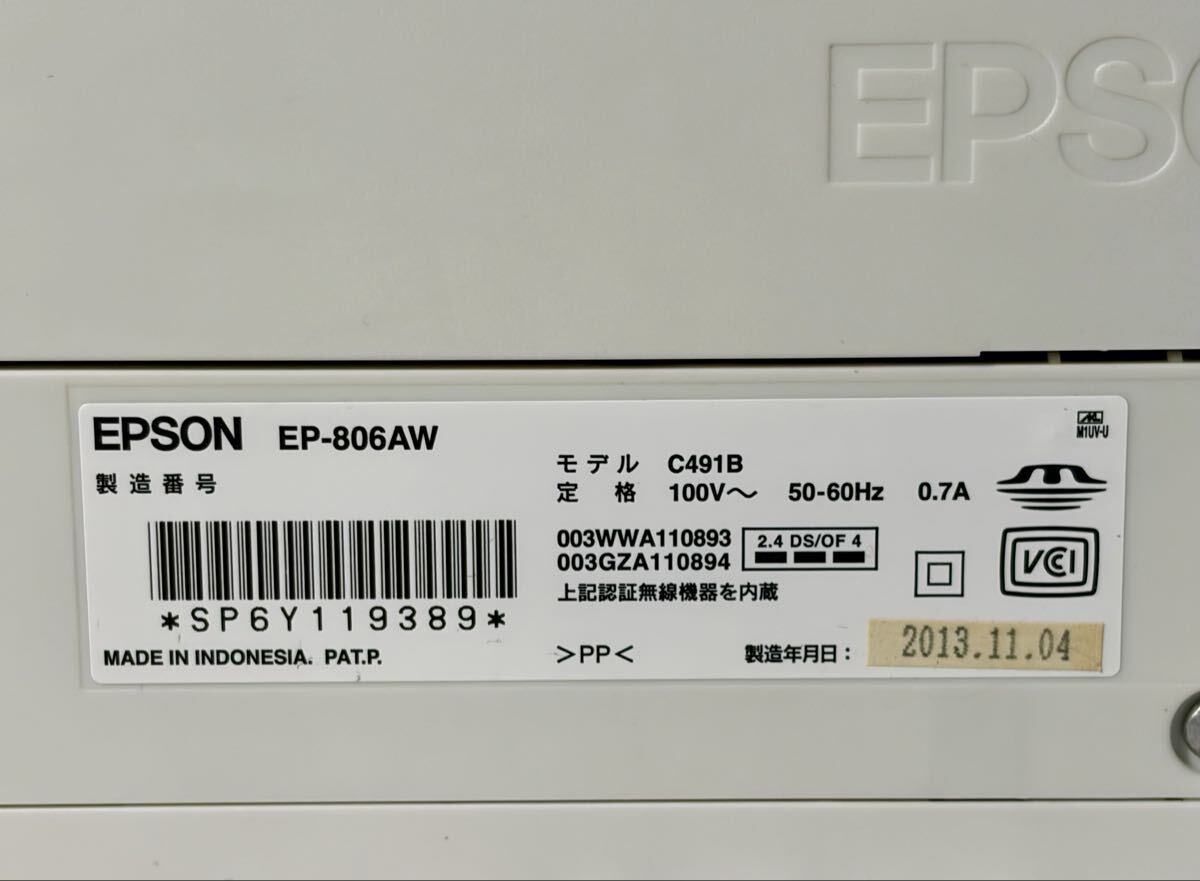 EPSO
EPSON EP-806AW
製造番号
*SP6Y119389*
MADE IN INDONESIA. PAT.P.
モデル C491B
定格 100V～ 50-60Hz 0.7A
003WWA110893
003GZA110894
2.4 DS/OF 4
上記認証無線機器を内蔵
>PP<
製造年月日： 2013.11.04
M1UV-U
VCCI